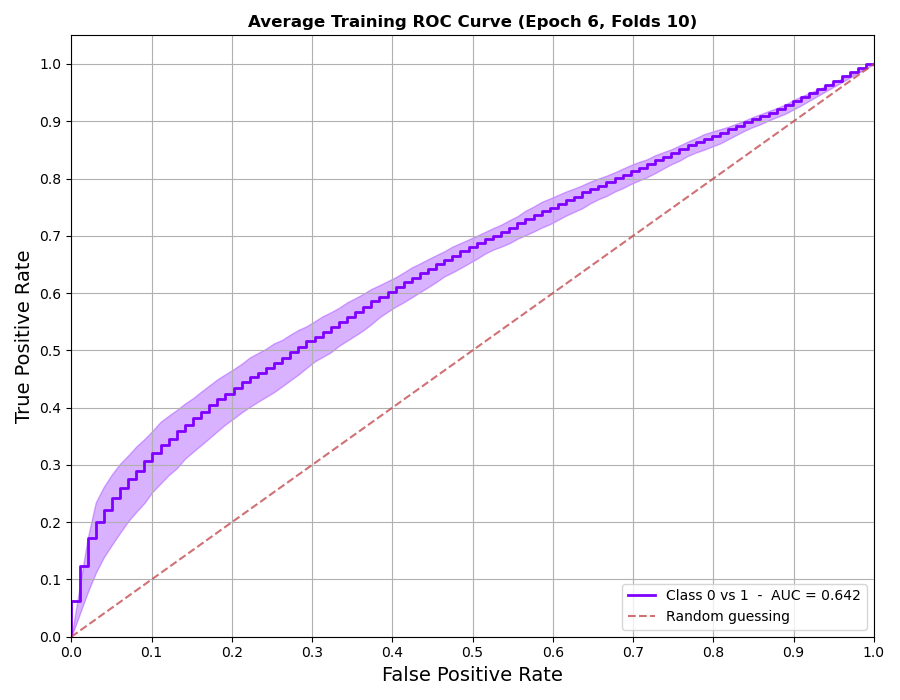 Average Training ROC Curve (Epoch 6, Folds 10)
True Positive Rate
1.0
0.9
0.8
0.7
0.6
0.5
0.4
0.3
0.2
0.1
0.0
Class 0 vs 1 - AUC = 0.642
Random guessing
0.0 0.1 0.2 0.3 0.4 0.5 0.6 0.7 0.8 0.9 1.0
False Positive Rate